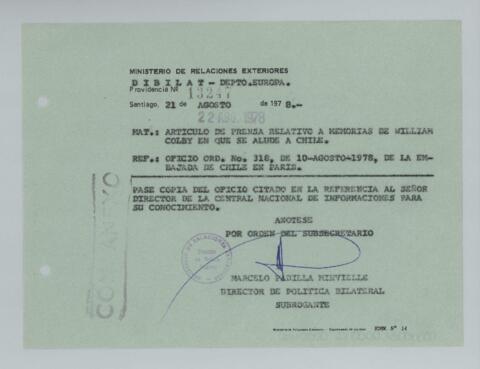 MINISTERIO DE RELACIONES EXTERIORES
D I B I L A T - DEPTO.EUROPA.
Providencia Nº 13247
Santiago, 21 de AGOSTO de 1978.-
22 AGO. 1978
MAT.: ARTICULO DE PRENSA RELATIVO A MEMORIAS DE WILLIAM
COLBY EN QUE SE ALUDE A CHILE.
REF.: OFICIO ORD. No. 318, DE 10-AGOSTO-1978, DE LA EM-
BAJADA DE CHILE EN PARIS.
PASE COPIA DEL OFICIO CITADO EN LA REFERENCIA AL SEÑOR
DIRECTOR DE LA CENTRAL NACIONAL DE INFORMACIONES PARA
SU CONOCIMIENTO.
ANOTESE
POR ORDEN DEL SUBSECRETARIO
MARCELO PADILLA MINVIELLE
DIRECTOR DE POLITICA BILATERAL
SUBROGANTE
FORM. Nº 14
CON ANEXO